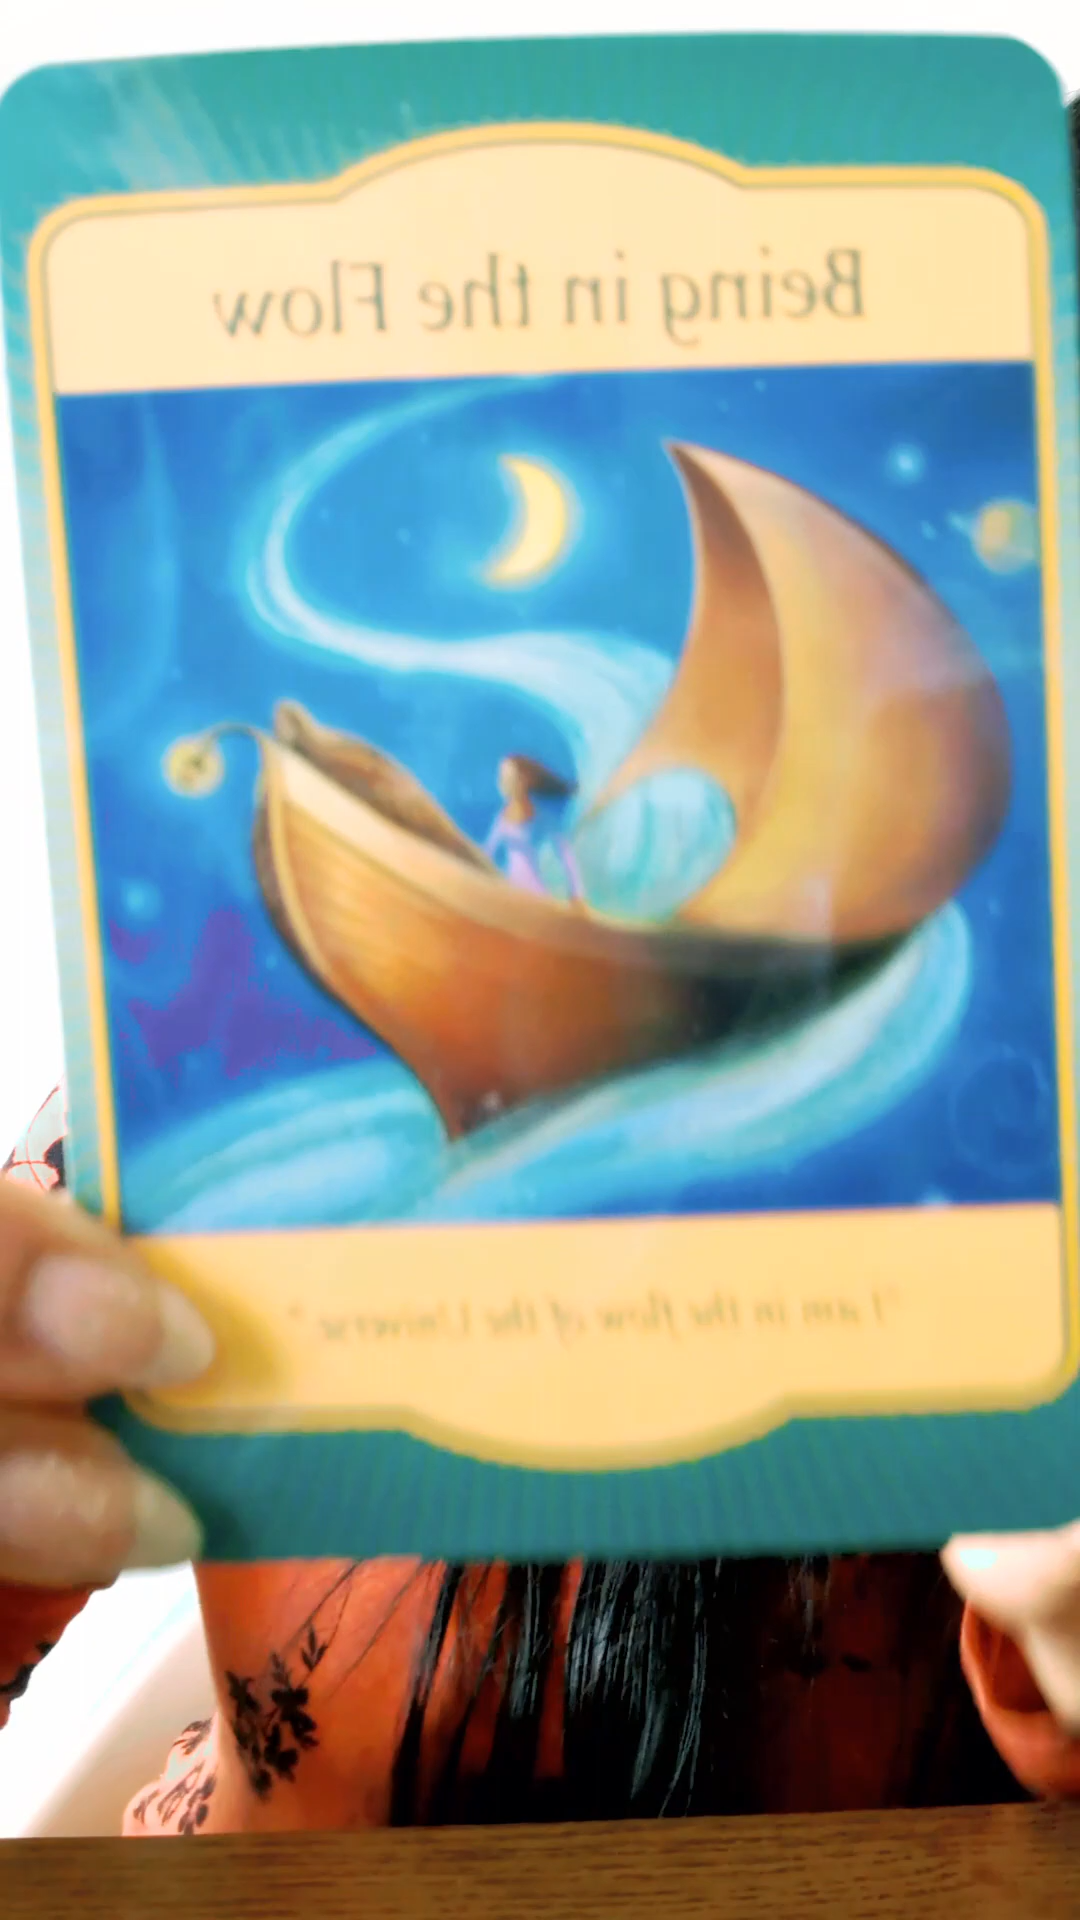 Being in the Flow
"I am in the flow of the Universe."